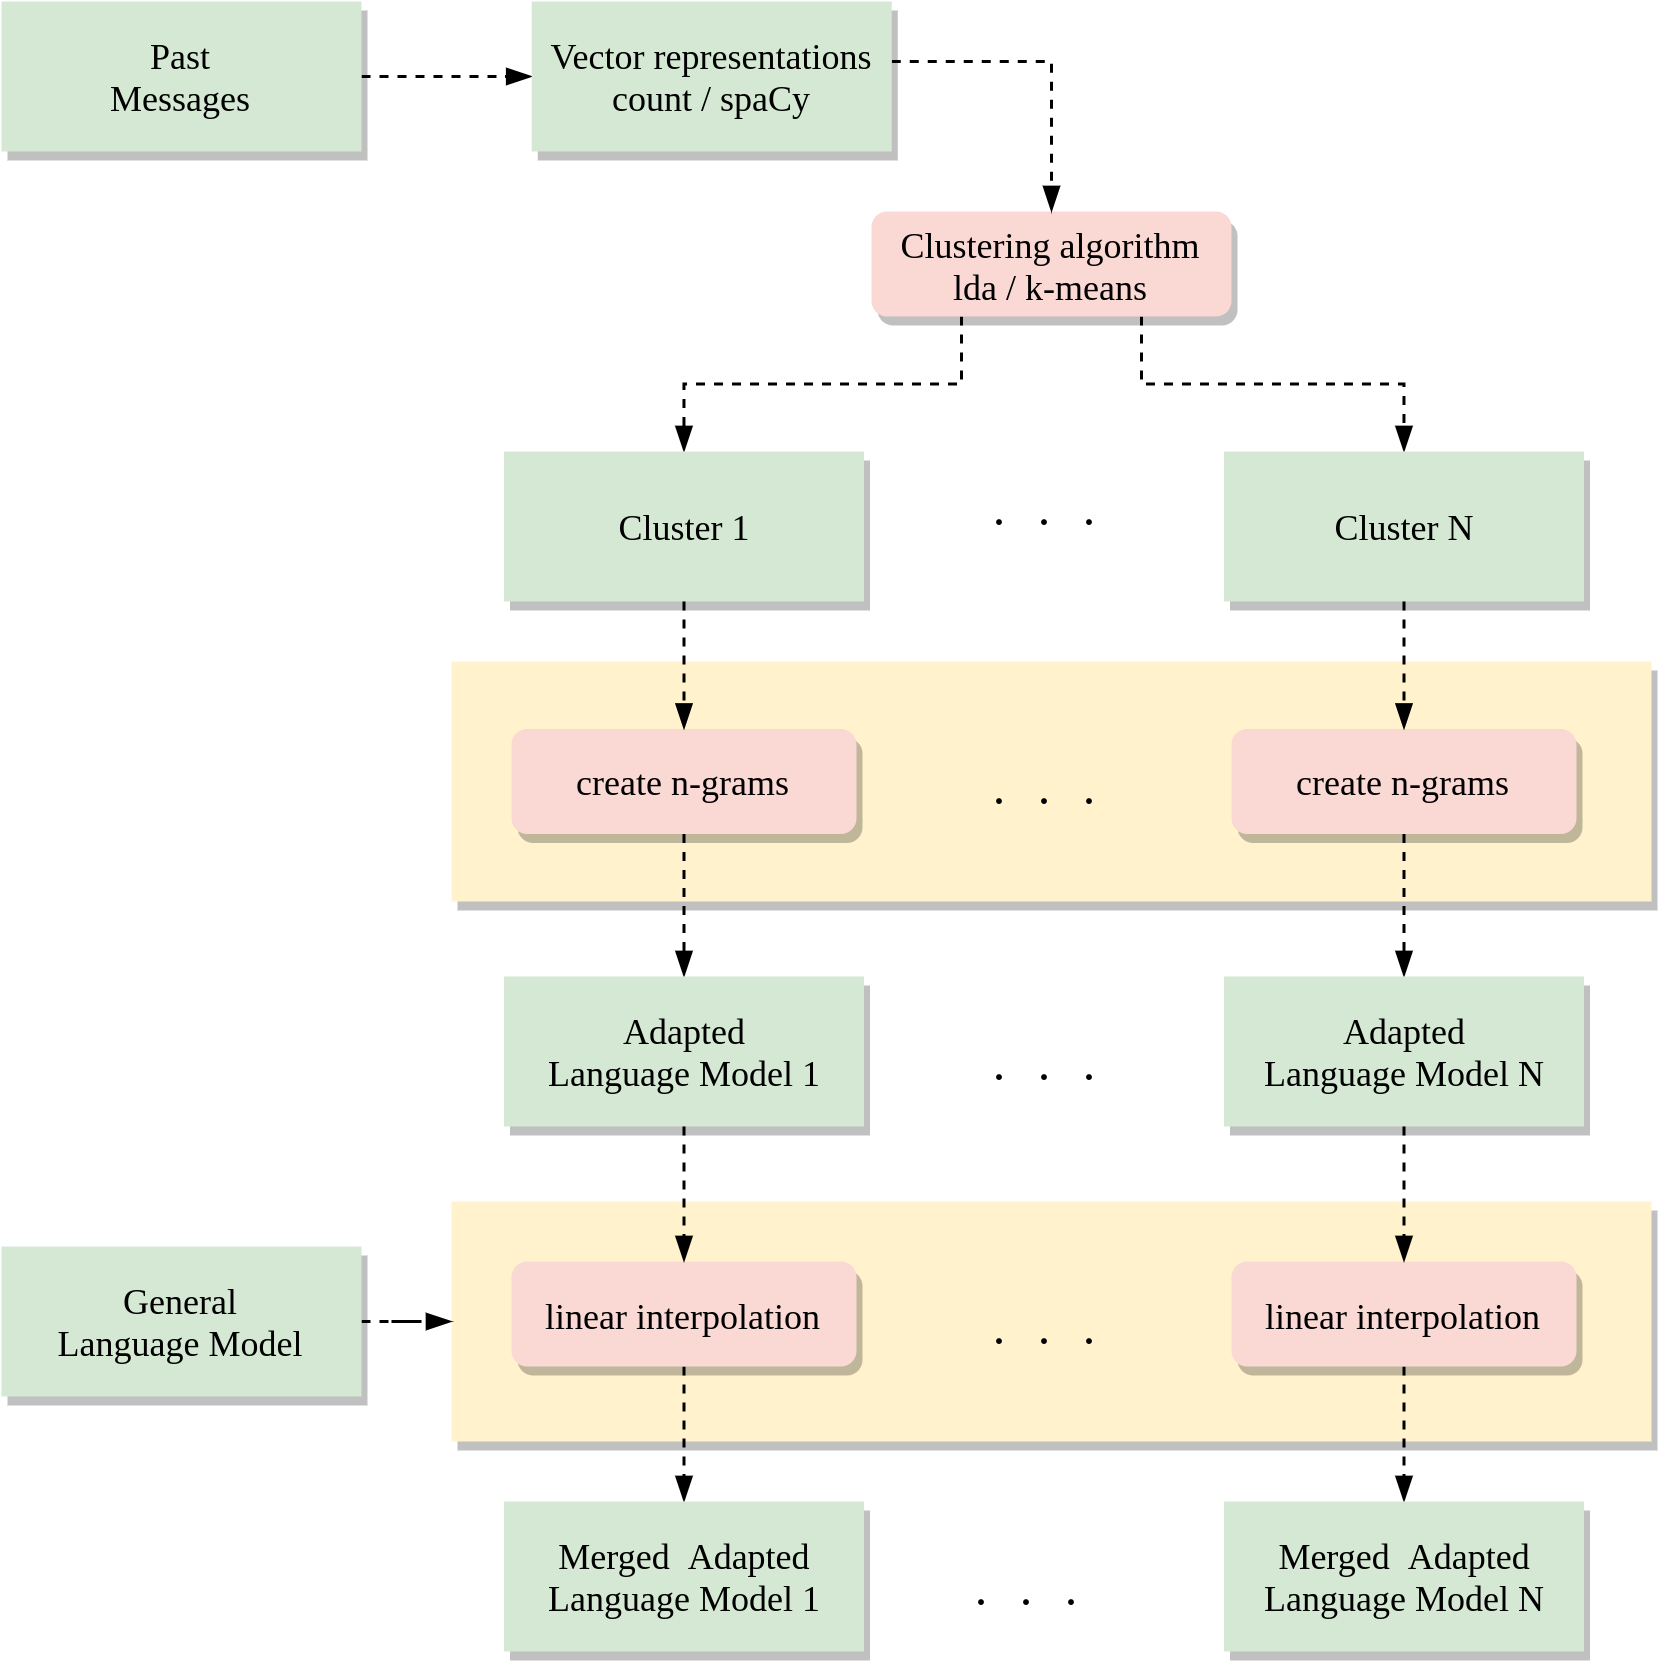 Past
Messages
Vector representations
count / spaCy
Clustering algorithm
lda / k-means
Cluster 1
. . .
Cluster N
create n-grams
. . .
create n-grams
Adapted
Language Model 1
. . .
Adapted
Language Model N
General
Language Model
linear interpolation
. . .
linear interpolation
Merged  Adapted
Language Model 1
. . .
Merged  Adapted
Language Model N